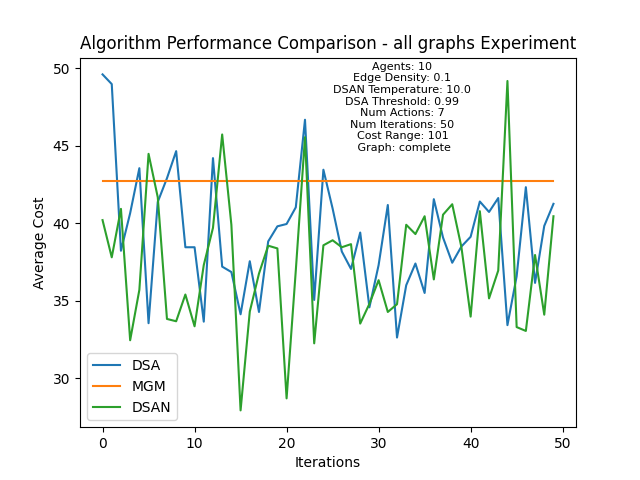 Algorithm Performance Comparison - all graphs Experiment
Agents: 10
Edge Density: 0.1
DSAN Temperature: 10.0
DSA Threshold: 0.99
Num Actions: 7
Num Iterations: 50
Cost Range: 101
Graph: complete
50
45
40
35
30
Average Cost
DSA
MGM
DSAN
0
10
20
30
40
50
Iterations